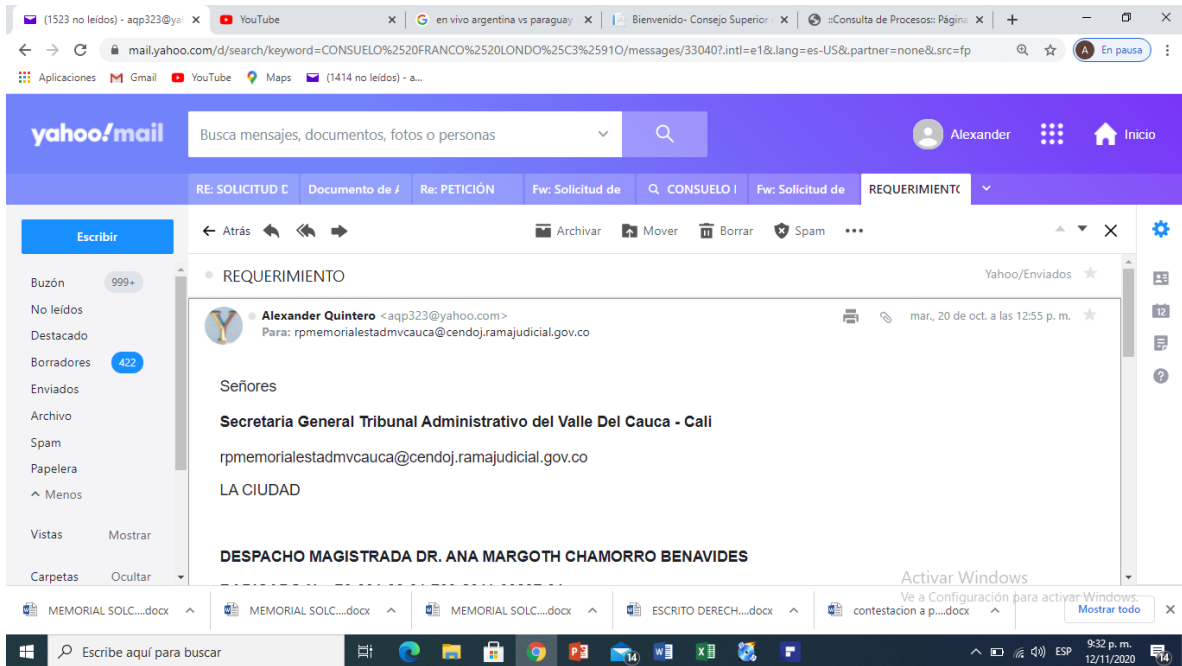 (1523 no leídos) - aqp323@yal
YouTube
en vivo argentina vs paraguay
Bienvenido- Consejo Superior
::Consulta de Procesos:: Página
mail.yahoo.com/d/search/keyword=CONSUELO%2520FRANCO%2520LONDO%25C3%2591O/messages/33040?.intl=e1&.lang=es-US&.partner=none&.src=fp
A En pausa
Aplicaciones Gmail YouTube Maps (1414 no leídos) - a...
yahoo!mail
Busca mensajes, documentos, fotos o personas
Alexander
Inicio
RE: SOLICITUD D Documento de A Re: PETICIÓN Fw: Solicitud de CONSUELO Fw: Solicitud de REQUERIMIENTO
Escribir
Atrás Archivar Mover Borrar Spam
Buzón 999+
No leídos
Destacado
Borradores 422
Enviados
Archivo
Spam
Papelera
Menos
Vistas Mostrar
Carpetas Ocultar
REQUERIMIENTO
Yahoo/Enviados
Alexander Quintero <aqp323@yahoo.com>
mar., 20 de oct. a las 12:55 p. m.
Para: rpmemorialestadmvcauca@cendoj.ramajudicial.gov.co
12
Señores
Secretaria General Tribunal Administrativo del Valle Del Cauca - Cali
rpmemorialestadmvcauca@cendoj.ramajudicial.gov.co
LA CIUDAD
DESPACHO MAGISTRADA DR. ANA MARGOTH CHAMORRO BENAVIDES
Activar Windows
Ve a Configuración para activar Windows.
MEMORIAL SOLC....docx MEMORIAL SOLC....docx MEMORIAL SOLC....docx ESCRITO DERECH....docx contestacion a p....docx Mostrar todo
Escribe aquí para buscar
14
ESP
9:32 p. m.
12/11/2020
14